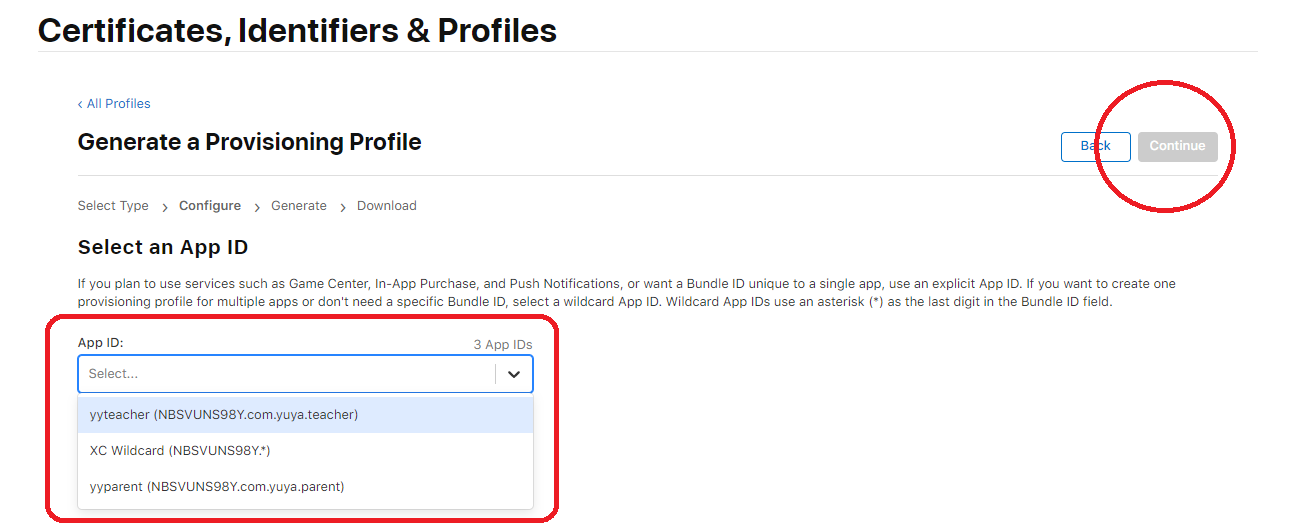 Certificates, Identifiers & Profiles
‹ All Profiles
Generate a Provisioning Profile
Back
Continue
Select Type › Configure › Generate › Download
Select an App ID
If you plan to use services such as Game Center, In-App Purchase, and Push Notifications, or want a Bundle ID unique to a single app, use an explicit App ID. If you want to create one
provisioning profile for multiple apps or don't need a specific Bundle ID, select a wildcard App ID. Wildcard App IDs use an asterisk (*) as the last digit in the Bundle ID field.
App ID:
3 App IDs
Select...
yyteacher (NBSVUNS98Y.com.yuya.teacher)
XC Wildcard (NBSVUNS98Y.*)
yyparent (NBSVUNS98Y.com.yuya.parent)